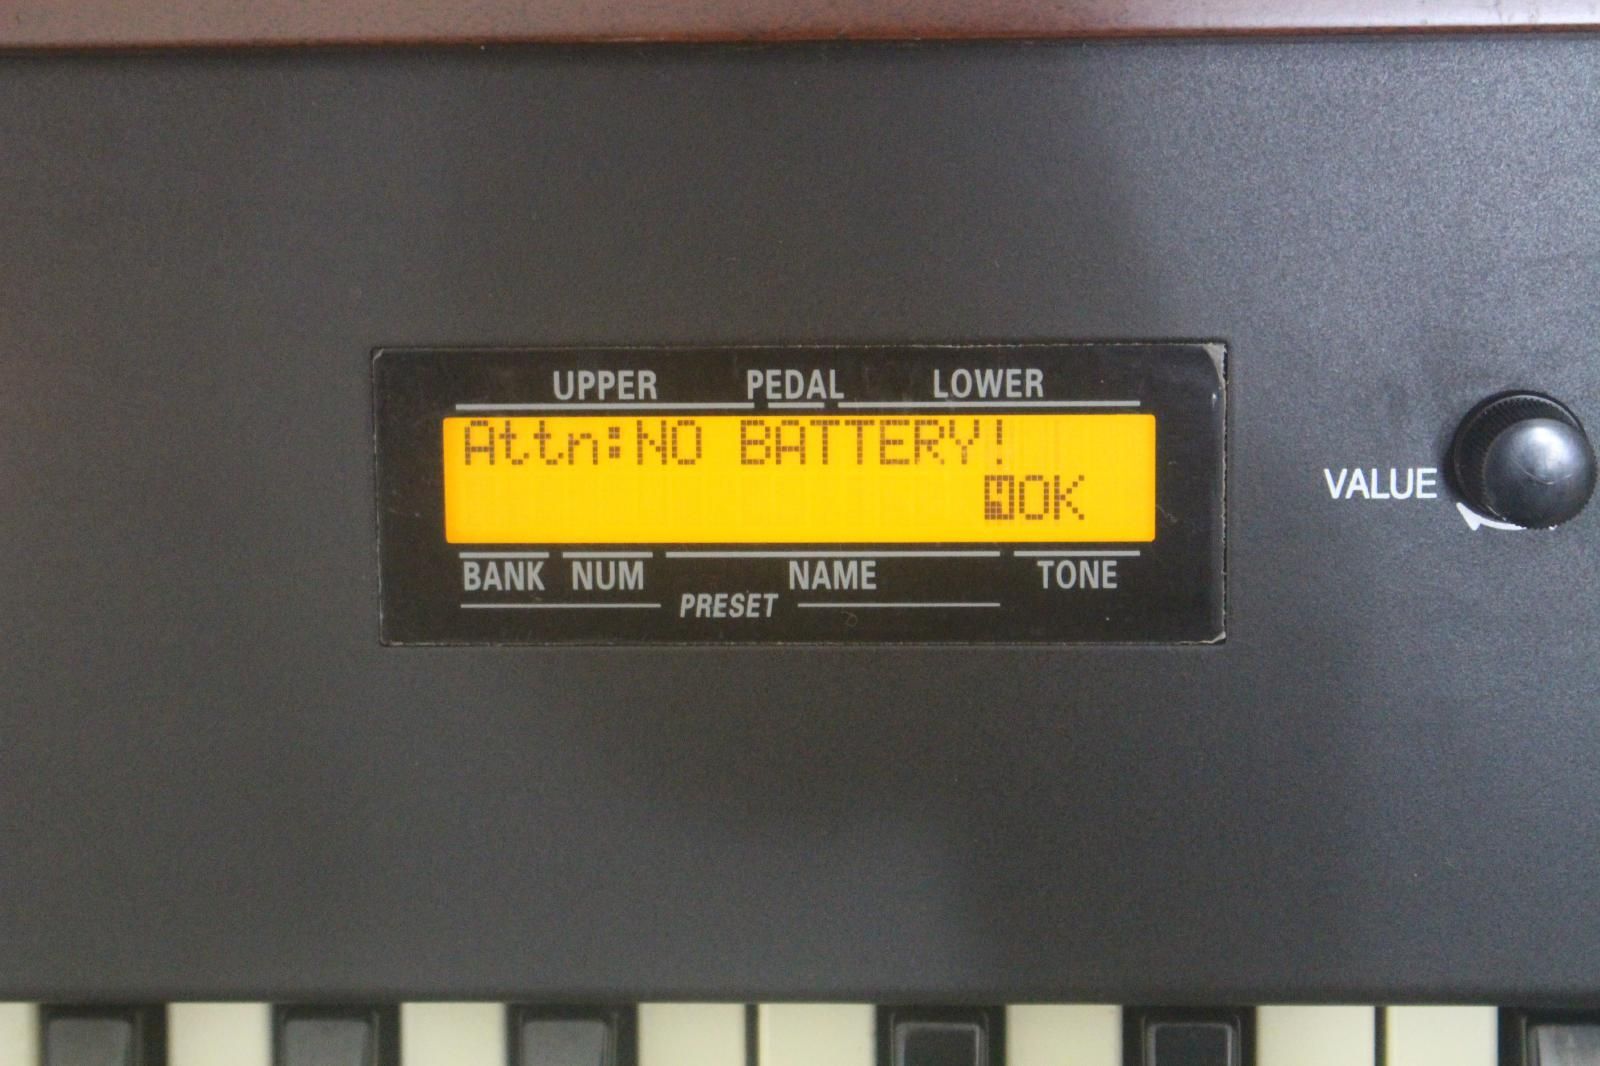 UPPER PEDAL LOWER
Attn:NO BATTERY!
OK
VALUE
BANK NUM NAME TONE
PRESET